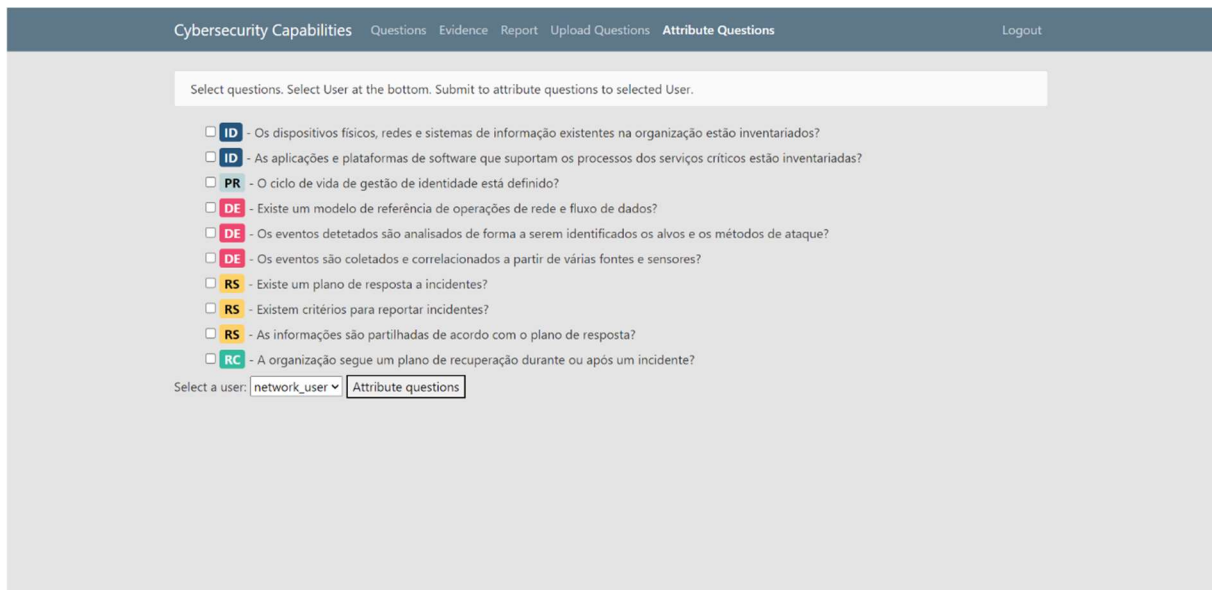 Cybersecurity Capabilities Questions Evidence Report Upload Questions Attribute Questions Logout
Select questions. Select User at the bottom. Submit to attribute questions to selected User.
ID - Os dispositivos físicos, redes e sistemas de informação existentes na organização estão inventariados?
ID - As aplicações e plataformas de software que suportam os processos dos serviços críticos estão inventariadas?
PR - O ciclo de vida de gestão de identidade está definido?
DE - Existe um modelo de referência de operações de rede e fluxo de dados?
DE - Os eventos detetados são analisados de forma a serem identificados os alvos e os métodos de ataque?
DE - Os eventos são coletados e correlacionados a partir de várias fontes e sensores?
RS - Existe um plano de resposta a incidentes?
RS - Existem critérios para reportar incidentes?
RS - As informações são partilhadas de acordo com o plano de resposta?
RC - A organização segue um plano de recuperação durante ou após um incidente?
Select a user: network_user Attribute questions